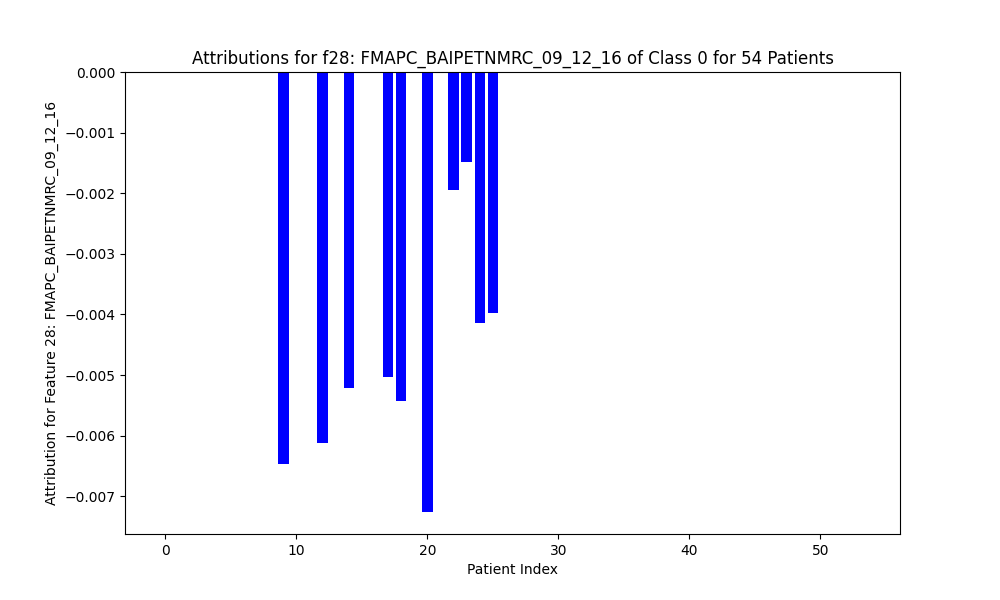 Attributions for f28: FMAPC_BAIPETNMRC_09_12_16 of Class 0 for 54 Patients
Attribution for Feature 28: FMAPC_BAIPETNMRC_09_12_16
0.000
−0.001
−0.002
−0.003
−0.004
−0.005
−0.006
−0.007
0 10 20 30 40 50
Patient Index